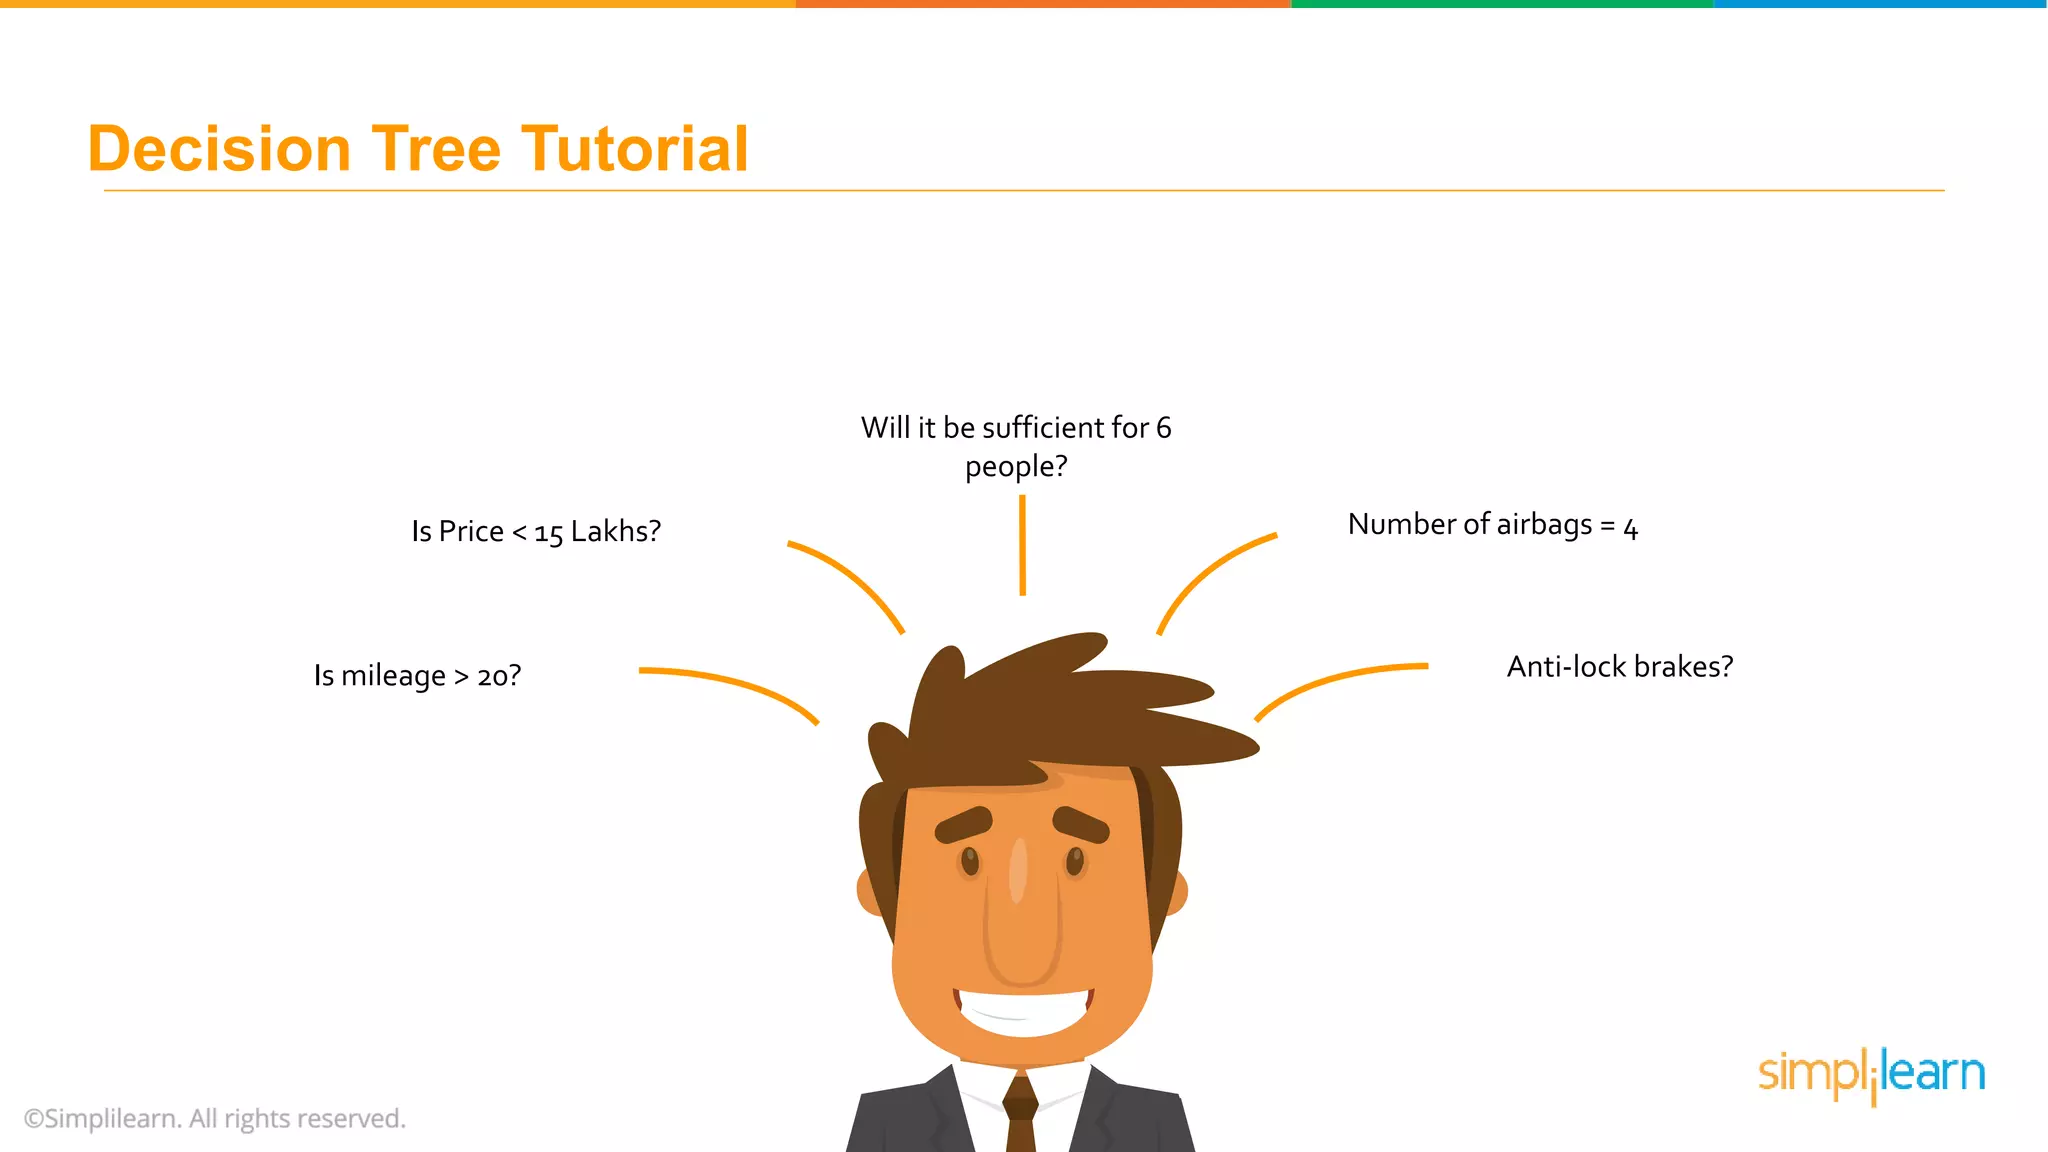 Decision Tree Tutorial
Will it be sufficient for 6
people?
Is Price < 15 Lakhs?
Number of airbags = 4
Is mileage > 20?
Anti-lock brakes?
simplilearn
©Simplilearn. All rights reserved.